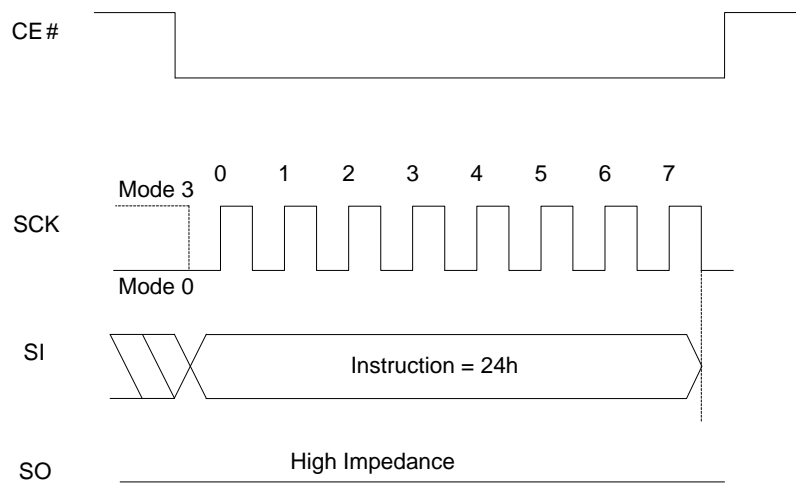 CE #
0 1 2 3 4 5 6 7
Mode 3
SCK
Mode 0
SI
Instruction = 24h
High Impedance
SO